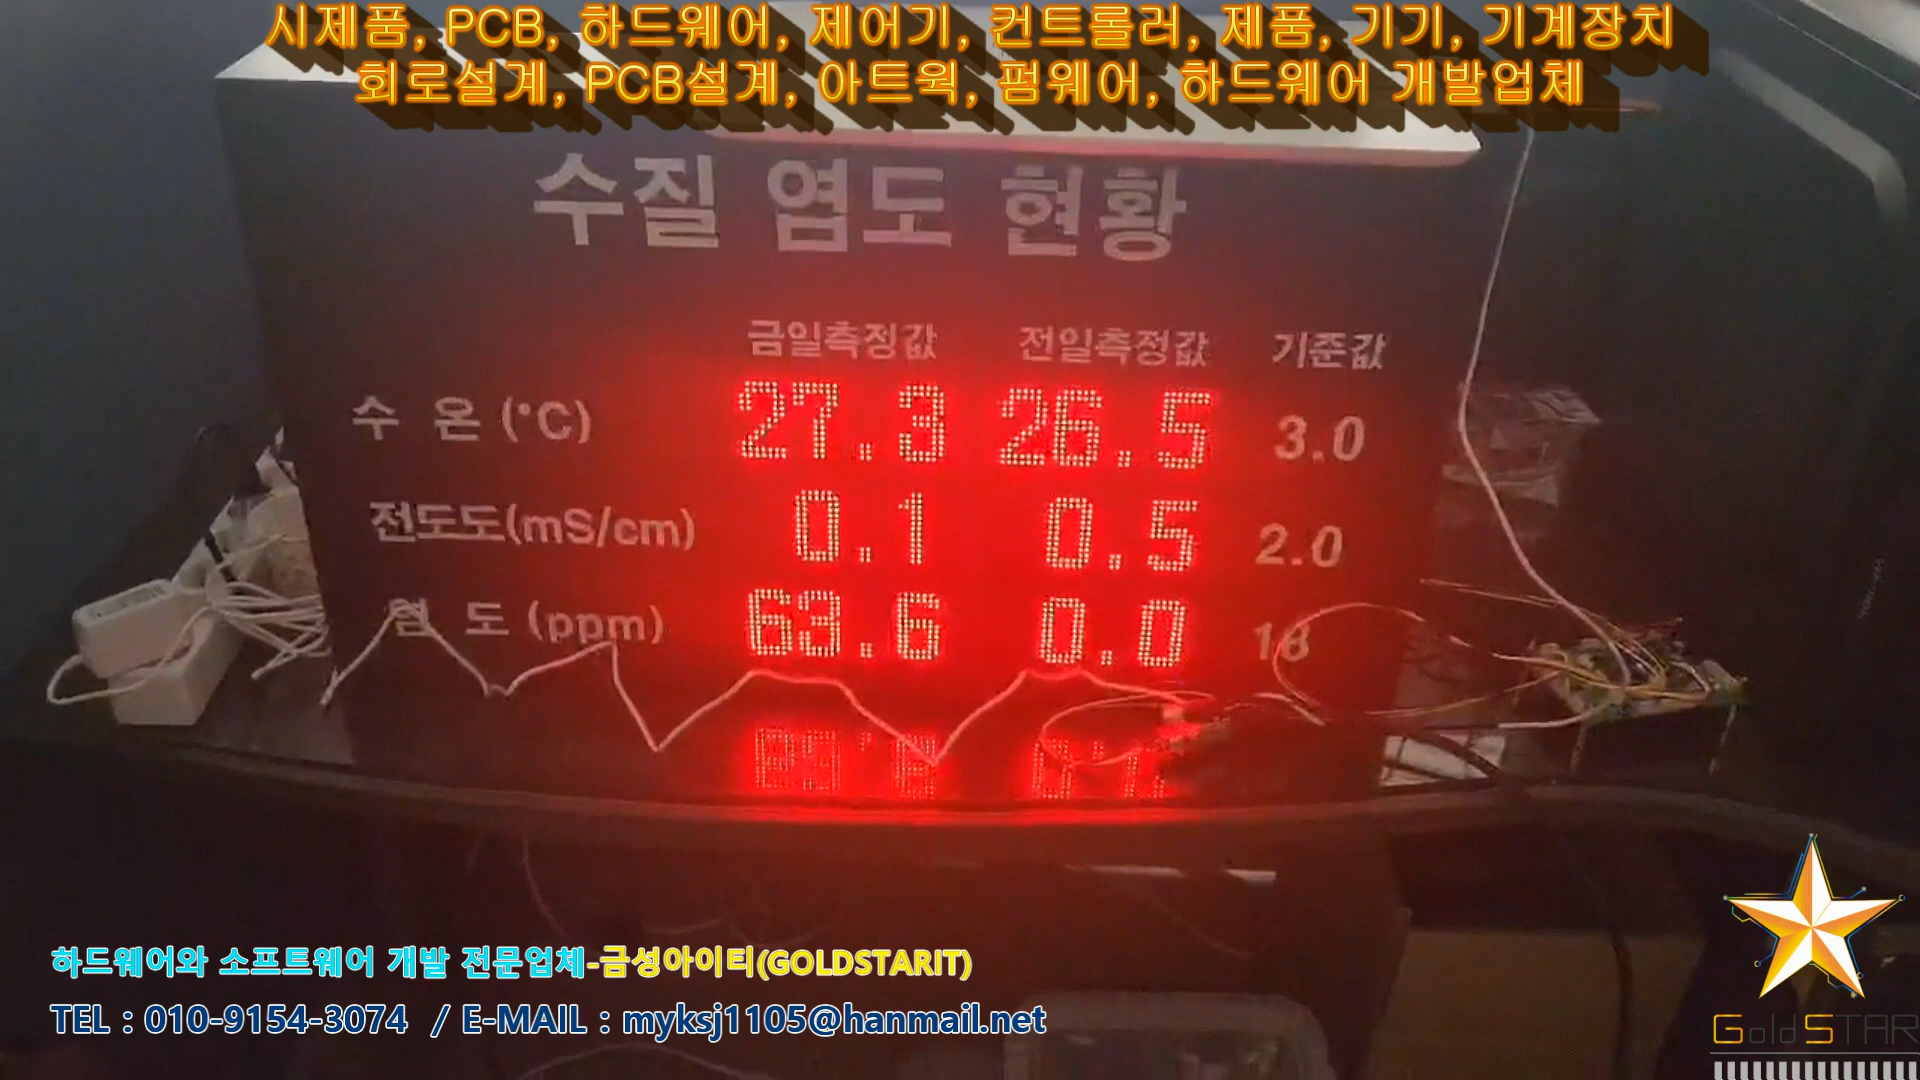 시제품, PCB, 하드웨어, 제어기, 컨트롤러, 제품, 기기, 기계장치
회로설계, PCB설계, 아트웍, 펌웨어, 하드웨어 개발업체
수질 염도 현황
금일측정값 전일측정값 기준값
수 온 (°C) 27.3 26.5 3.0
전도도(mS/cm) 0.1 0.5 2.0
염 도 (ppm) 63.6 0.0 18
하드웨어와 소프트웨어 개발 전문업체-금성아이티(GOLDSTARIT)
TEL : 010-9154-3074 / E-MAIL : myksj1105@hanmail.net
GoldSTAR